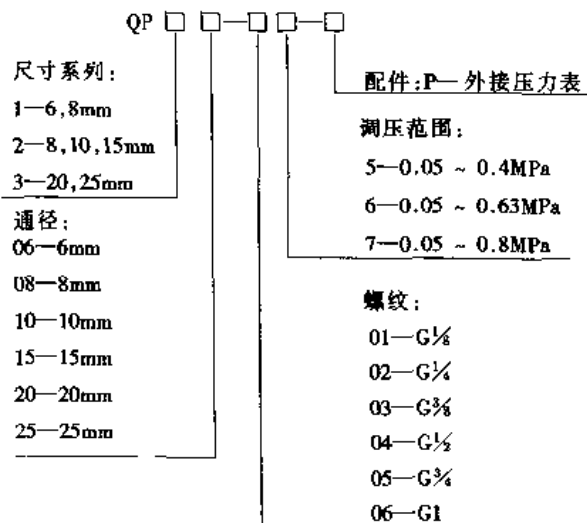 QP □ □—□ □—□
尺寸系列：
1—6,8mm
2—8,10,15mm
3—20,25mm
通径：
06—6mm
08—8mm
10—10mm
15—15mm
20—20mm
25—25mm
配件:P—外接压力表
调压范围：
5—0.05 ~ 0.4MPa
6—0.05 ~ 0.63MPa
7—0.05 ~ 0.8MPa
螺纹：
01—G⅛
02—G¼
03—G⅜
04—G½
05—G¾
06—G1